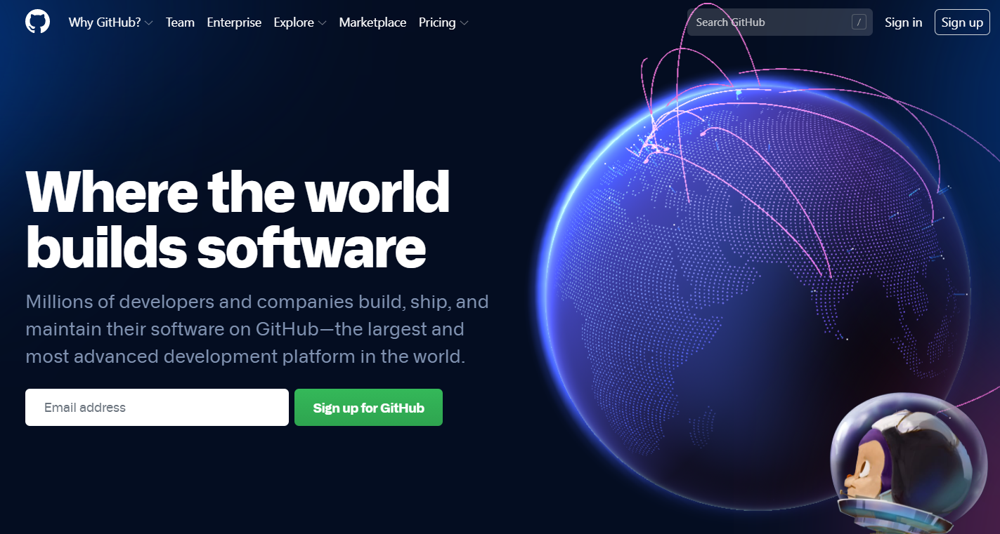 Why GitHub? Team Enterprise Explore Marketplace Pricing Search GitHub / Sign in Sign up
Where the world
builds software
Millions of developers and companies build, ship, and
maintain their software on GitHub—the largest and
most advanced development platform in the world.
Email address Sign up for GitHub